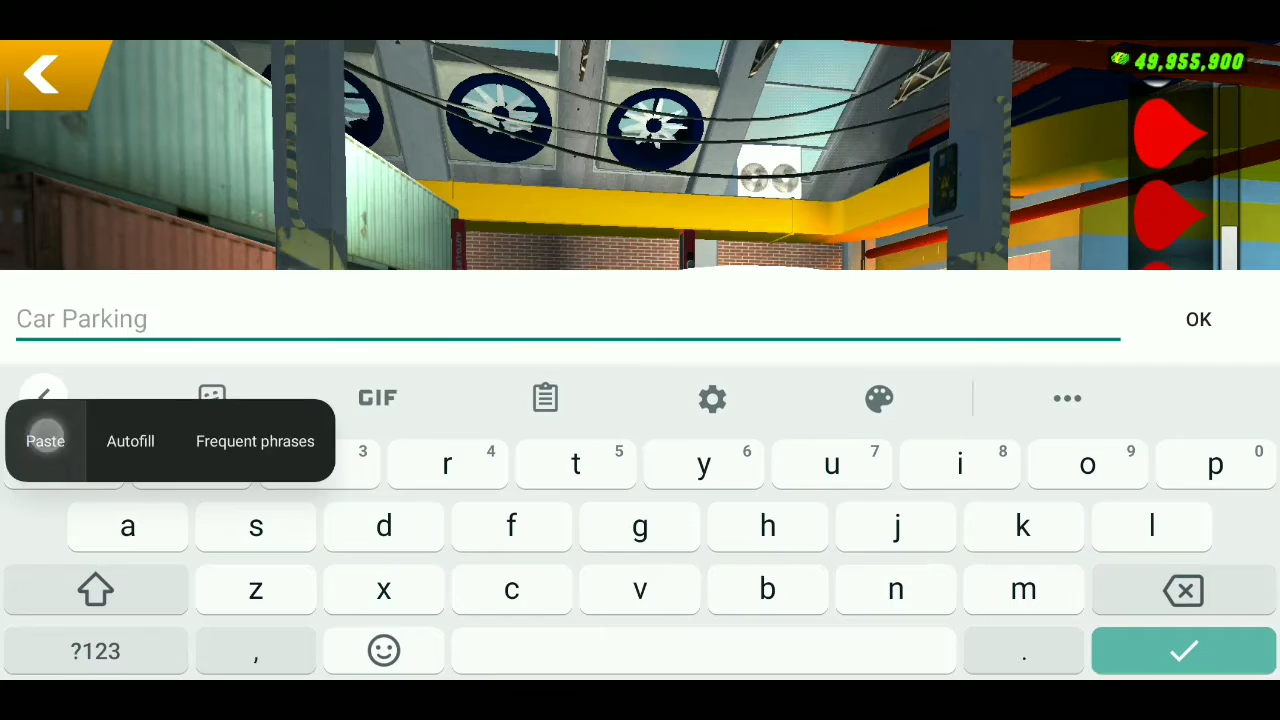 49,955,900
Car Parking
OK
GIF
Paste
Autofill
Frequent phrases
3
r 4
t 5
y 6
u 7
i 8
o 9
p 0
a
s
d
f
g
h
j
k
l
z
x
c
v
b
n
m
?123
,
.